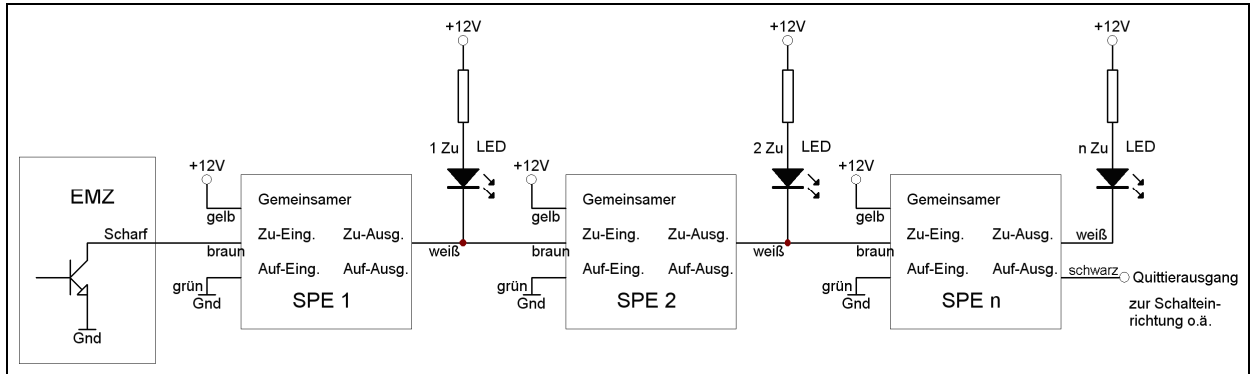 +12V
+12V
+12V
1 Zu LED
2 Zu LED
n Zu LED
+12V
+12V
+12V
EMZ
Scharf
Gnd
gelb
braun
grün
Gnd
Gemeinsamer
Zu-Eing. Zu-Ausg.
Auf-Eing. Auf-Ausg.
SPE 1
weiß
gelb
braun
grün
Gnd
Gemeinsamer
Zu-Eing. Zu-Ausg.
Auf-Eing. Auf-Ausg.
SPE 2
weiß
gelb
braun
grün
Gnd
Gemeinsamer
Zu-Eing. Zu-Ausg.
Auf-Eing. Auf-Ausg.
SPE n
weiß
schwarz
Quittierausgang
zur Schaltein-
richtung o.ä.